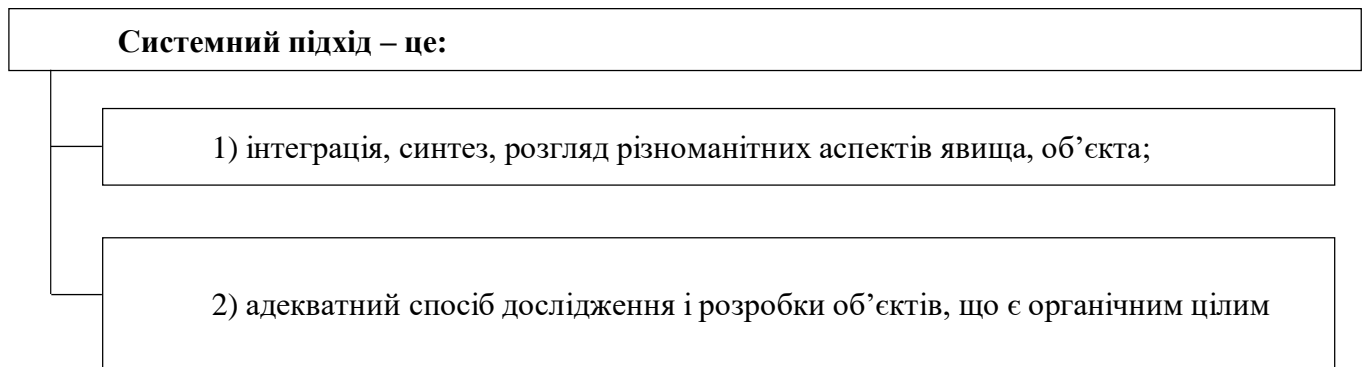 Системний підхід – це:
1) інтеграція, синтез, розгляд різноманітних аспектів явища, об’єкта;
2) адекватний спосіб дослідження і розробки об’єктів, що є органічним цілим